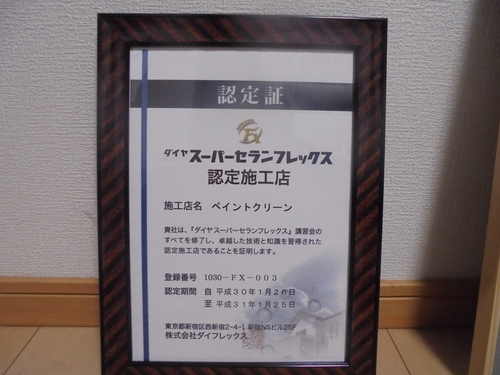 認定証
ダイヤ スーパーセランフレックス
認定施工店
施工店名 ペイントクリーン
貴社は、『ダイヤスーパーセランフレックス』講習会の
すべてを修了し、卓越した技術と知識を習得された
認定施工店であることを証明します。
登録番号 1030-FX-003
認定期間 自 平成30年1月26日
至 平成31年1月25日
東京都新宿区西新宿2-4-1 新宿NSビル25F
株式会社ダイフレックス